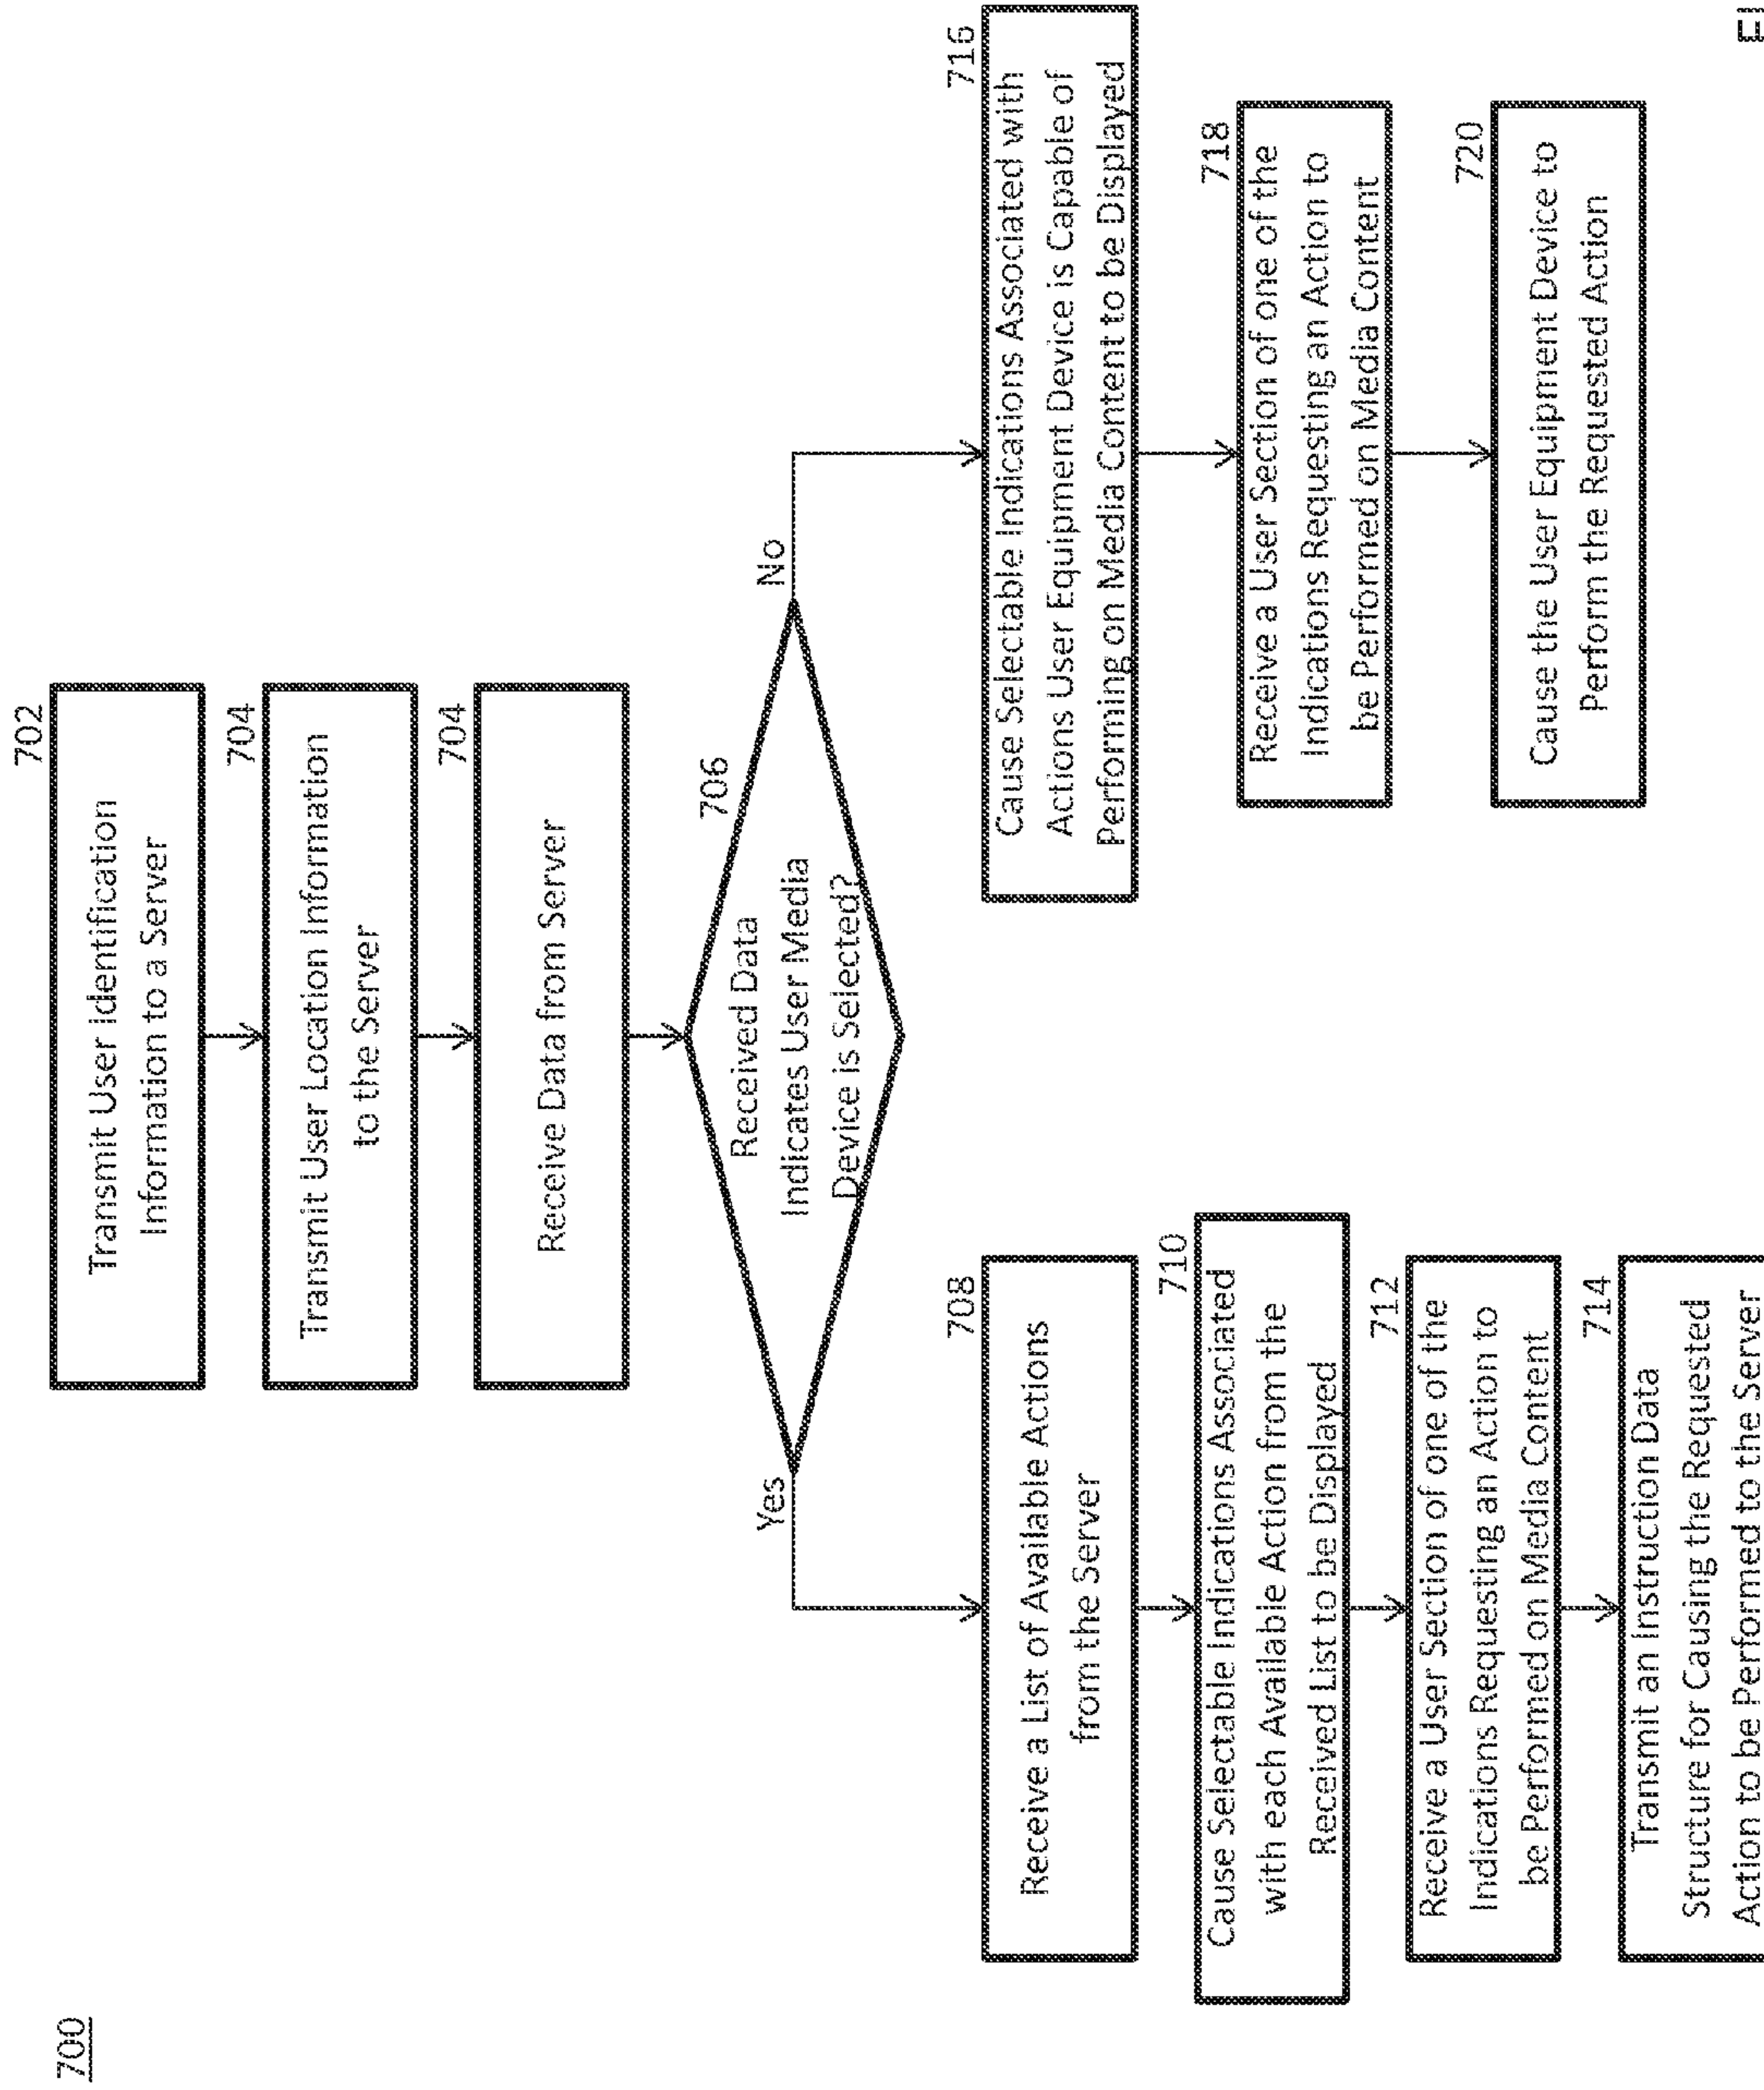 700
702
Transmit User Identification
Information to a Server
704
Transmit User Location Information
to the Server
704
Receive Data from Server
706
Received Data
Indicates User Media
Device is Selected?
Yes
No
708
Receive a List of Available Actions
from the Server
710
Cause Selectable Indications Associated
with each Available Action from the
Received List to be Displayed
712
Receive a User Section of one of the
Indications Requesting an Action to
be Performed on Media Content
714
Transmit an Instruction Data
Structure for Causing the Requested
Action to be Performed to the Server
716
Cause Selectable Indications Associated with
Actions User Equipment Device is Capable of
Performing on Media Content to be Displayed
718
Receive a User Section of one of the
Indications Requesting an Action to
be Performed on Media Content
720
Cause the User Equipment Device to
Perform the Requested Action